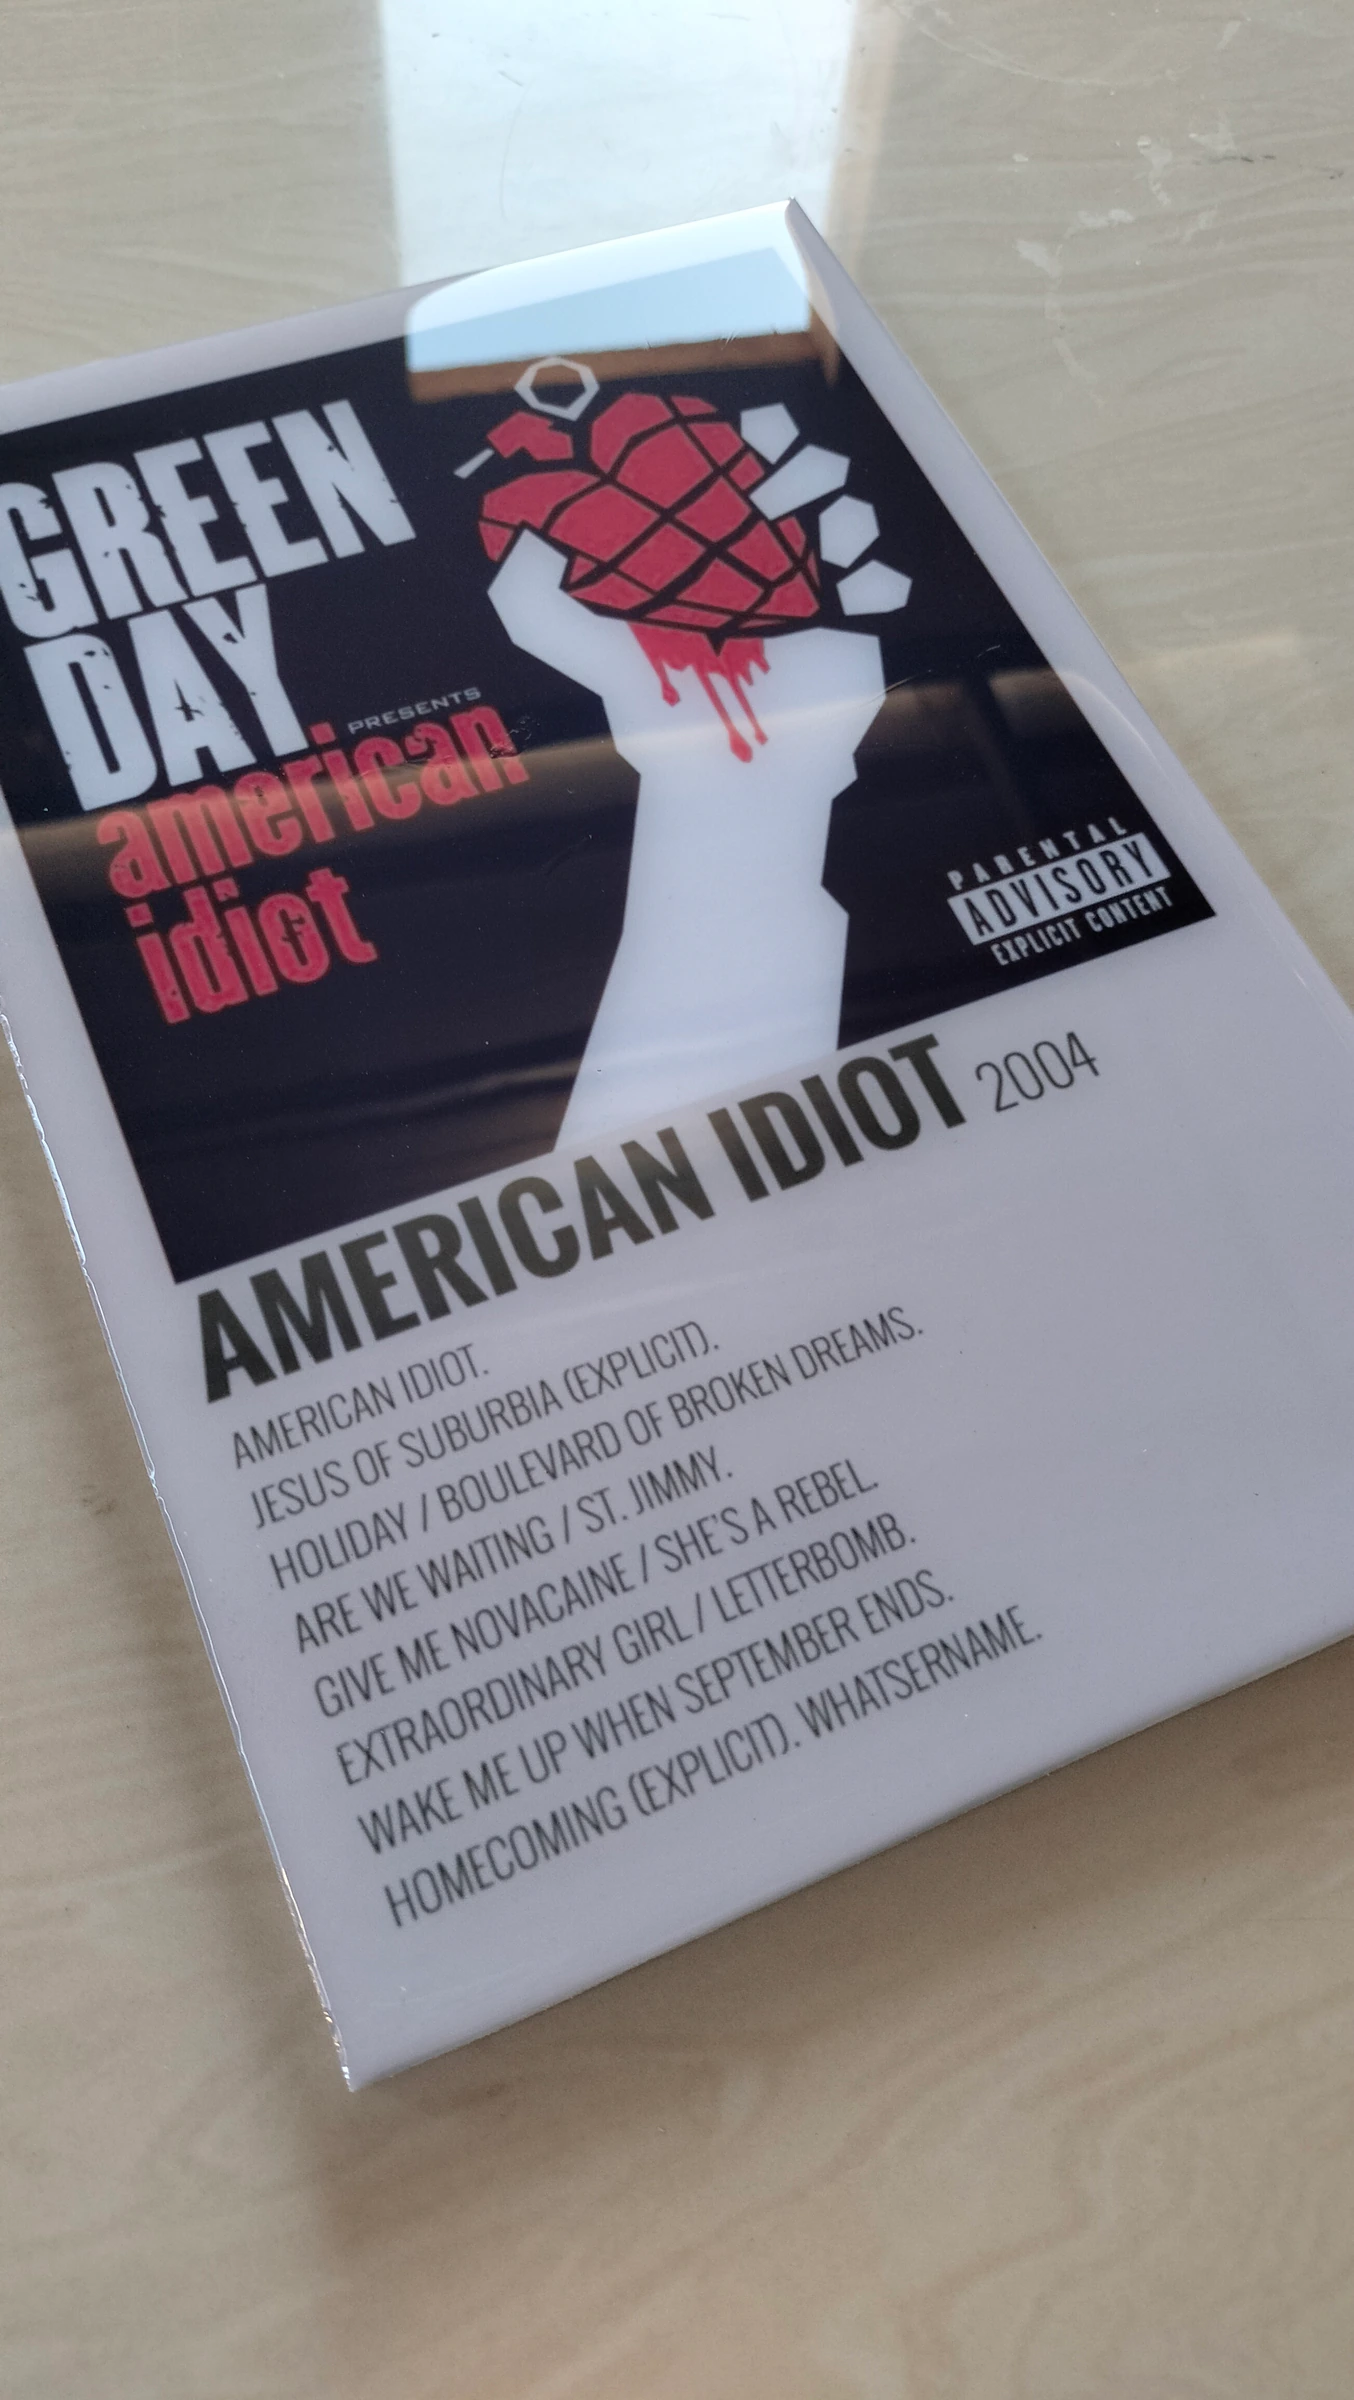 GREEN
DAY
PRESENTS
american
idiot
PARENTAL
ADVISORY
EXPLICIT CONTENT
AMERICAN IDIOT 2004
AMERICAN IDIOT.
JESUS OF SUBURBIA (EXPLICIT).
HOLIDAY / BOULEVARD OF BROKEN DREAMS.
ARE WE WAITING / ST. JIMMY.
GIVE ME NOVACAINE / SHE'S A REBEL.
EXTRAORDINARY GIRL / LETTERBOMB.
WAKE ME UP WHEN SEPTEMBER ENDS.
HOMECOMING (EXPLICIT). WHATSERNAME.